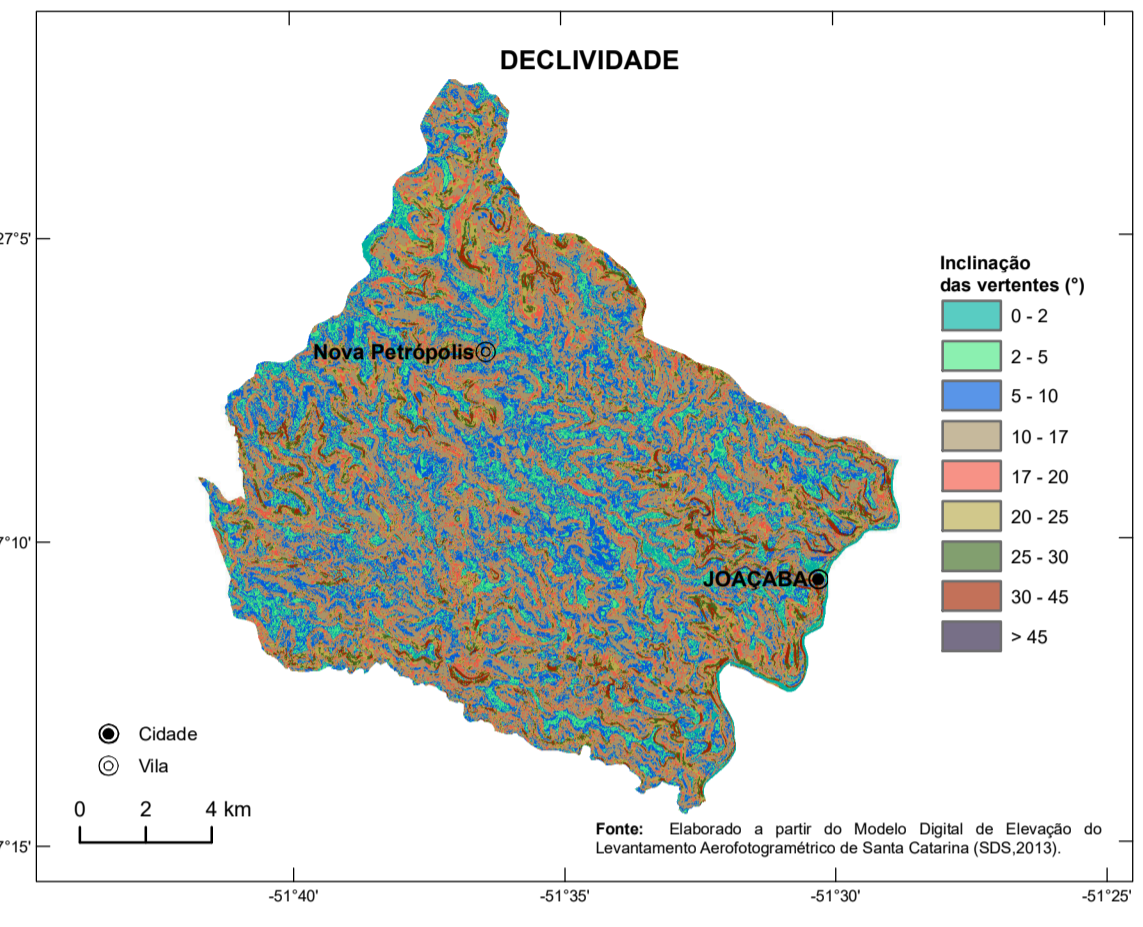 DECLIVIDADE
27°5'
Inclinação
das vertentes (°)
0 - 2
2 - 5
5 - 10
10 - 17
17 - 20
20 - 25
25 - 30
30 - 45
> 45
Nova Petrópolis
7°10'
JOAÇABA
Cidade
Vila
0 2 4 km
Fonte: Elaborado a partir do Modelo Digital de Elevação do
Levantamento Aerofotogramétrico de Santa Catarina (SDS,2013).
7°15'
-51°40' -51°35' -51°30' -51°25'